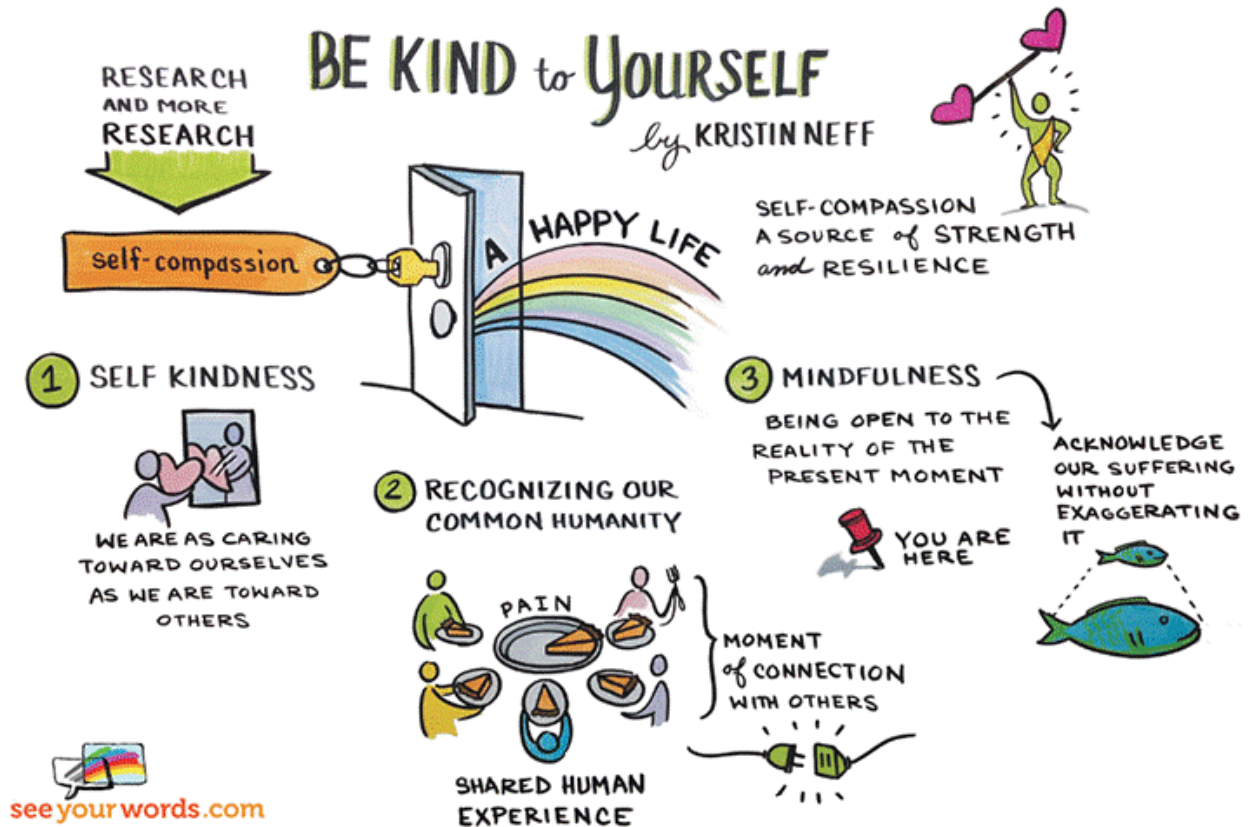 BE KIND to YOURSELF
by KRISTIN NEFF
RESEARCH
AND MORE
RESEARCH
self-compassion
A HAPPY LIFE
SELF-COMPASSION
A SOURCE of STRENGTH
and RESILIENCE
1 SELF KINDNESS
WE ARE AS CARING
TOWARD OURSELVES
AS WE ARE TOWARD
OTHERS
2 RECOGNIZING OUR
COMMON HUMANITY
PAIN
MOMENT
of CONNECTION
WITH OTHERS
SHARED HUMAN
EXPERIENCE
3 MINDFULNESS
BEING OPEN TO THE
REALITY OF THE
PRESENT MOMENT
YOU ARE
HERE
ACKNOWLEDGE
OUR SUFFERING
WITHOUT
EXAGGERATING
IT
seeyourwords.com